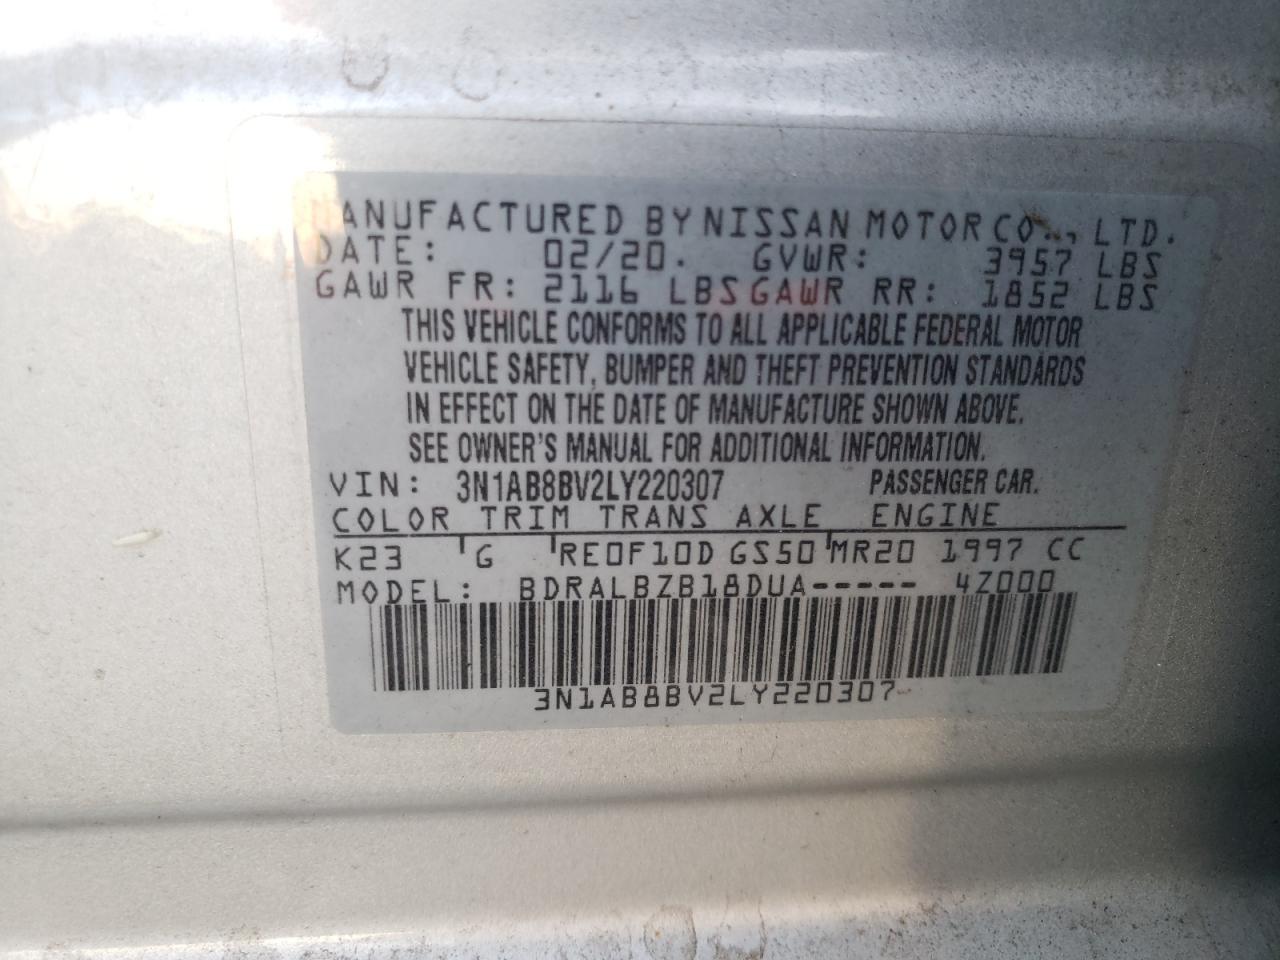 MANUFACTURED BY NISSAN MOTOR CO., LTD.
DATE: 02/20. GVWR: 3957 LBS
GAWR FR: 2116 LBS GAWR RR: 1852 LBS
THIS VEHICLE CONFORMS TO ALL APPLICABLE FEDERAL MOTOR
VEHICLE SAFETY, BUMPER AND THEFT PREVENTION STANDARDS
IN EFFECT ON THE DATE OF MANUFACTURE SHOWN ABOVE.
SEE OWNER'S MANUAL FOR ADDITIONAL INFORMATION.
VIN: 3N1AB8BV2LY220307 PASSENGER CAR.
COLOR TRIM TRANS AXLE ENGINE
K23 G RE0F10D GS50 MR20 1997 CC
MODEL: BDRALBZB18DUA----- 4Z000
3N1AB8BV2LY220307